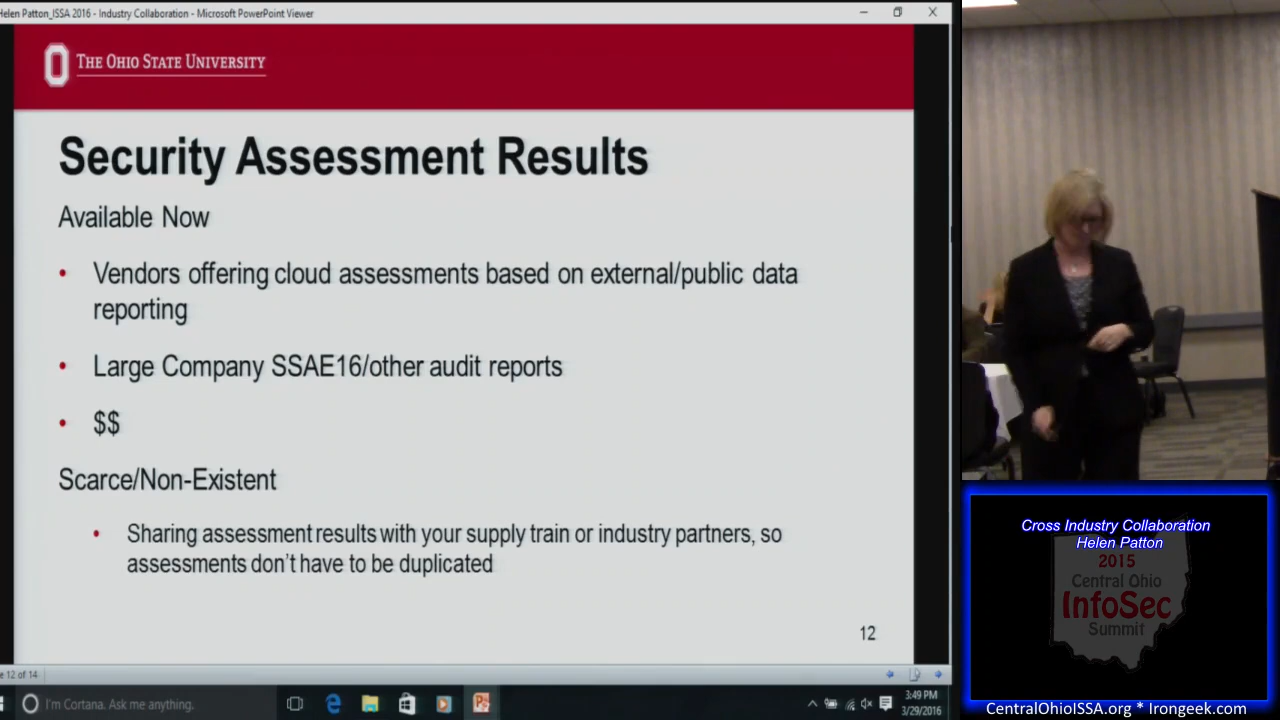 Helen Patton_ISSA 2016 - Industry Collaboration - Microsoft PowerPoint Viewer
THE OHIO STATE UNIVERSITY
Security Assessment Results
Available Now
• Vendors offering cloud assessments based on external/public data
reporting
• Large Company SSAE16/other audit reports
• $$
Scarce/Non-Existent
• Sharing assessment results with your supply train or industry partners, so
assessments don't have to be duplicated
12
e 12 of 14
I'm Cortana. Ask me anything.
3:49 PM
3/29/2016
Cross Industry Collaboration
Helen Patton
2015
Central Ohio
InfoSec
Summit
CentralOhioISSA.org * Irongeek.com